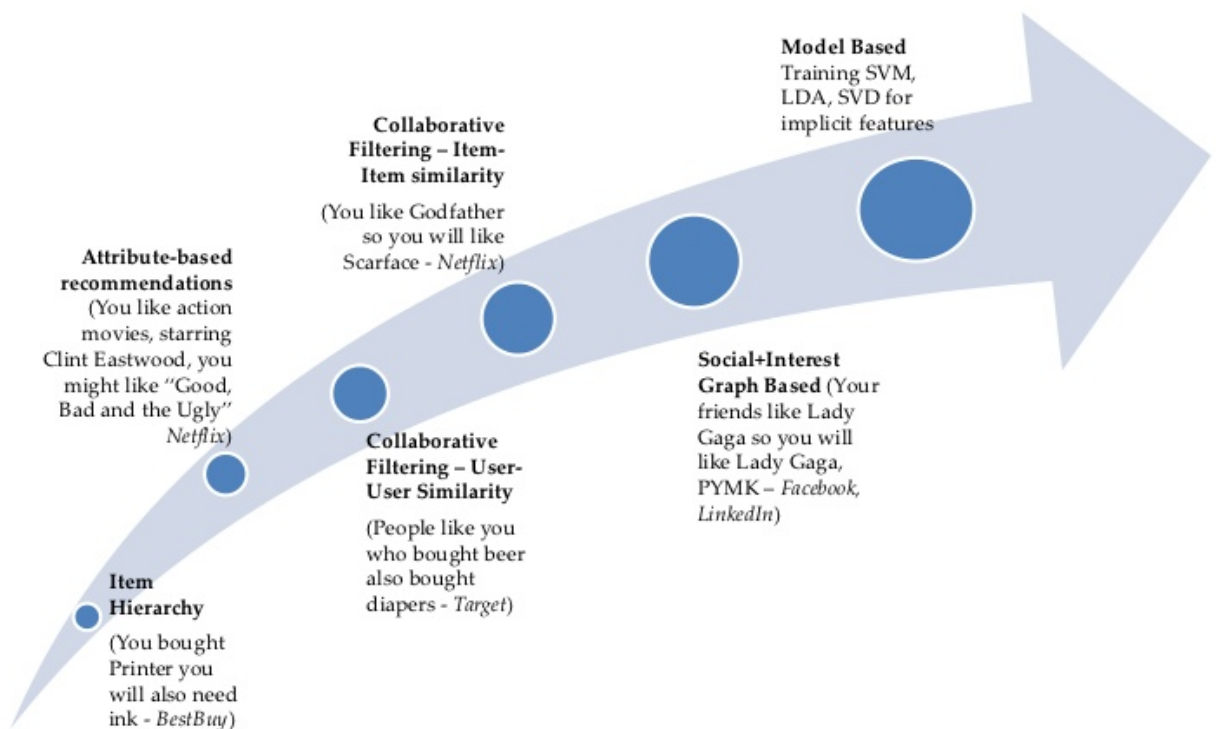 Item
Hierarchy
(You bought
Printer you
will also need
ink - BestBuy)
Attribute-based
recommendations
(You like action
movies, starring
Clint Eastwood, you
might like “Good,
Bad and the Ugly”
Netflix)
Collaborative
Filtering – User-
User Similarity
(People like you
who bought beer
also bought
diapers - Target)
Collaborative
Filtering – Item-
Item similarity
(You like Godfather
so you will like
Scarface - Netflix)
Social+Interest
Graph Based (Your
friends like Lady
Gaga so you will
like Lady Gaga,
PYMK – Facebook,
LinkedIn)
Model Based
Training SVM,
LDA, SVD for
implicit features